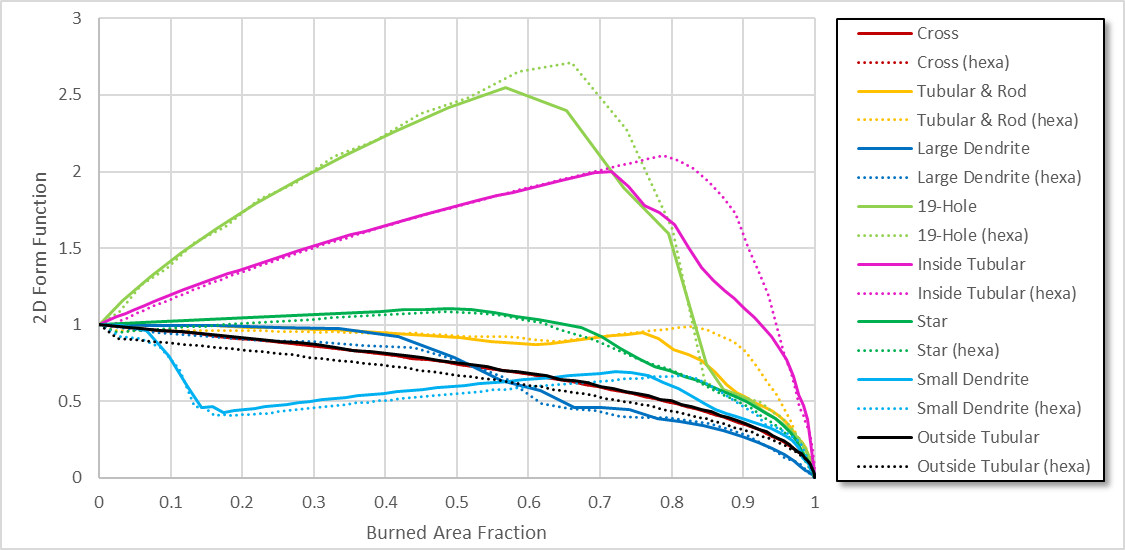 3
2.5
2
1.5
1
0.5
0
2D Form Function
0 0.1 0.2 0.3 0.4 0.5 0.6 0.7 0.8 0.9 1
Burned Area Fraction
Cross
Cross (hexa)
Tubular & Rod
Tubular & Rod (hexa)
Large Dendrite
Large Dendrite (hexa)
19-Hole
19-Hole (hexa)
Inside Tubular
Inside Tubular (hexa)
Star
Star (hexa)
Small Dendrite
Small Dendrite (hexa)
Outside Tubular
Outside Tubular (hexa)